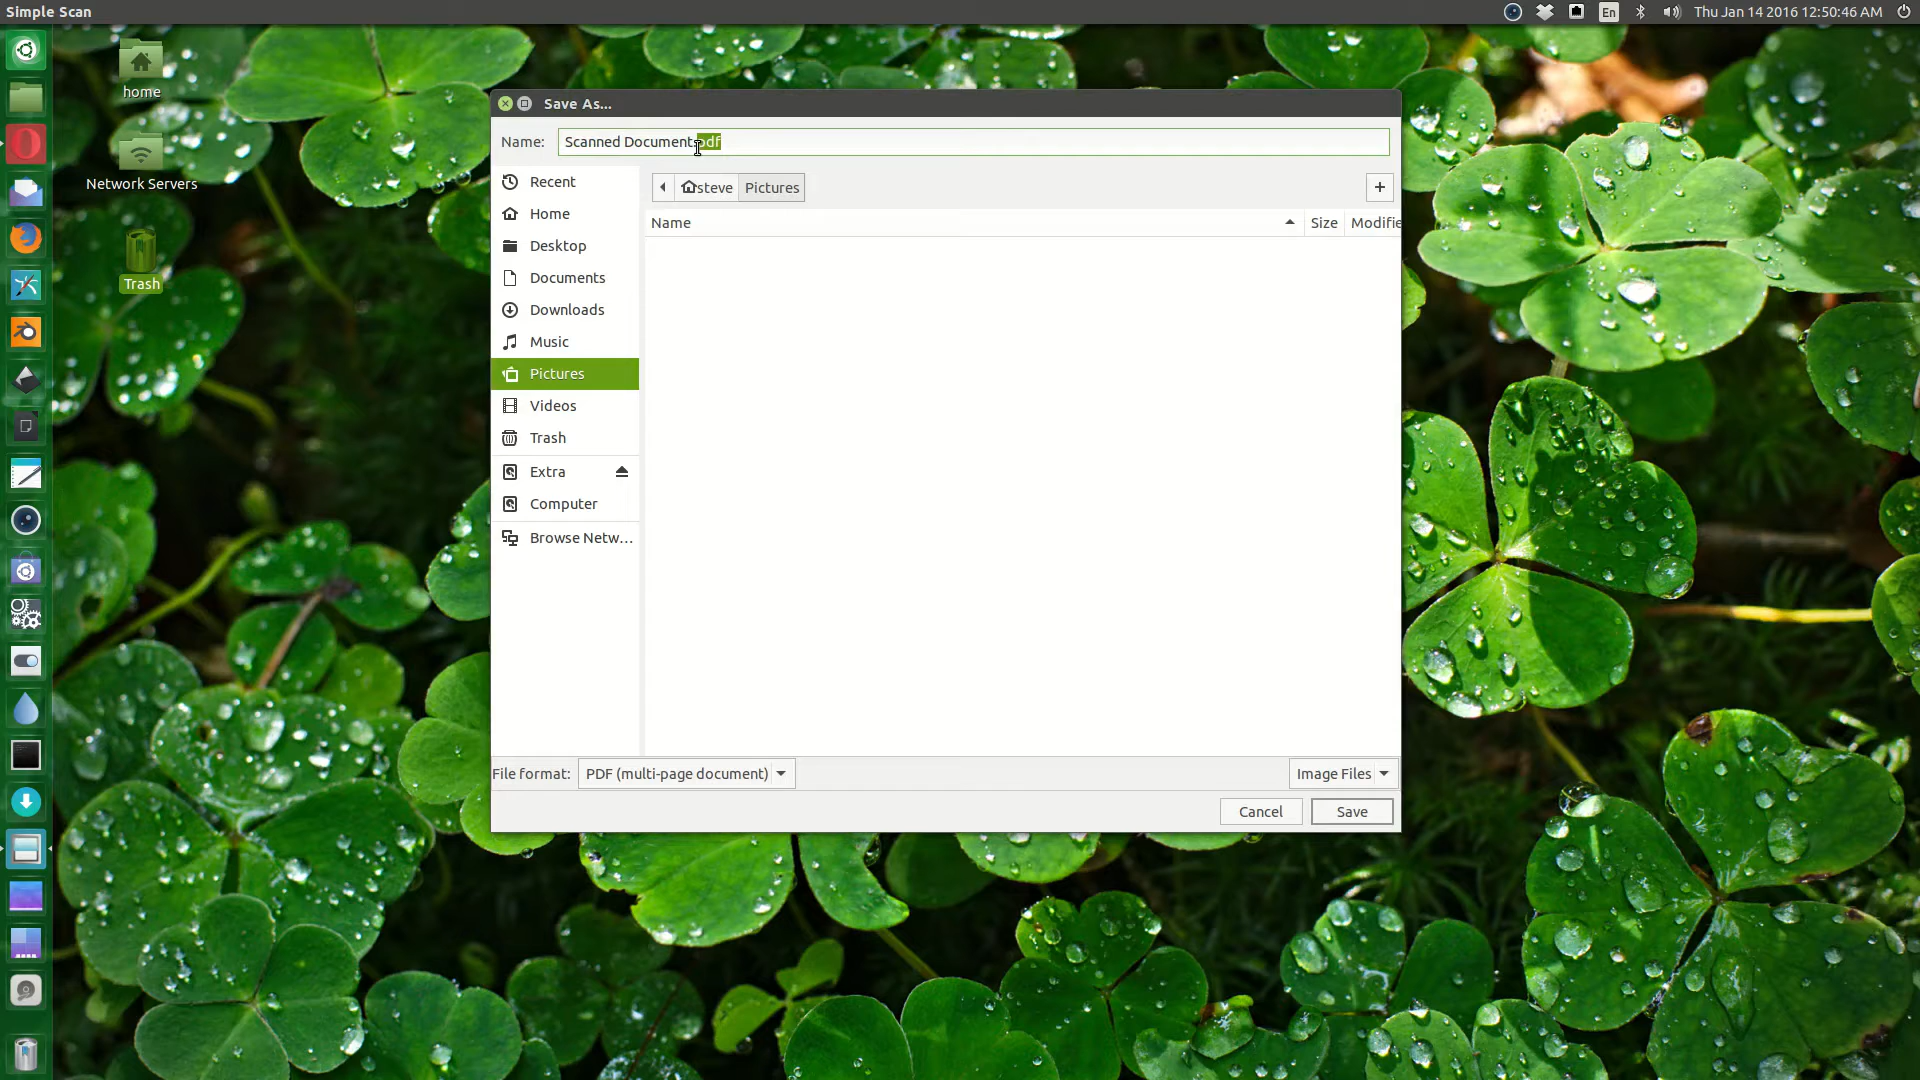 Simple Scan
En
Thu Jan 14 2016 12:50:46 AM
home
Network Servers
Trash
Save As...
Name:
Scanned Document.pdf
Recent
Home
Desktop
Documents
Downloads
Music
Pictures
Videos
Trash
Extra
Computer
Browse Netw...
steve
Pictures
+
Name
Size
Modifie
File format:
PDF (multi-page document)
Image Files
Cancel
Save